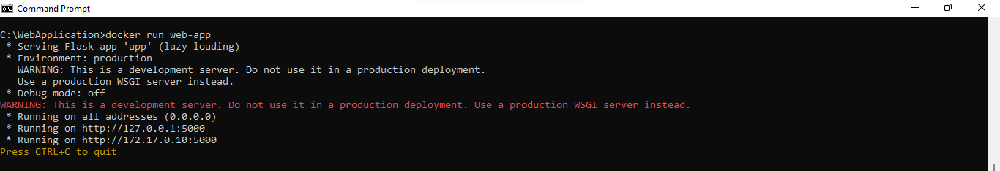 Command Prompt
C:\WebApplication>docker run web-app
* Serving Flask app 'app' (lazy loading)
* Environment: production
WARNING: This is a development server. Do not use it in a production deployment.
Use a production WSGI server instead.
* Debug mode: off
WARNING: This is a development server. Do not use it in a production deployment. Use a production WSGI server instead.
* Running on all addresses (0.0.0.0)
* Running on http://127.0.0.1:5000
* Running on http://172.17.0.10:5000
Press CTRL+C to quit